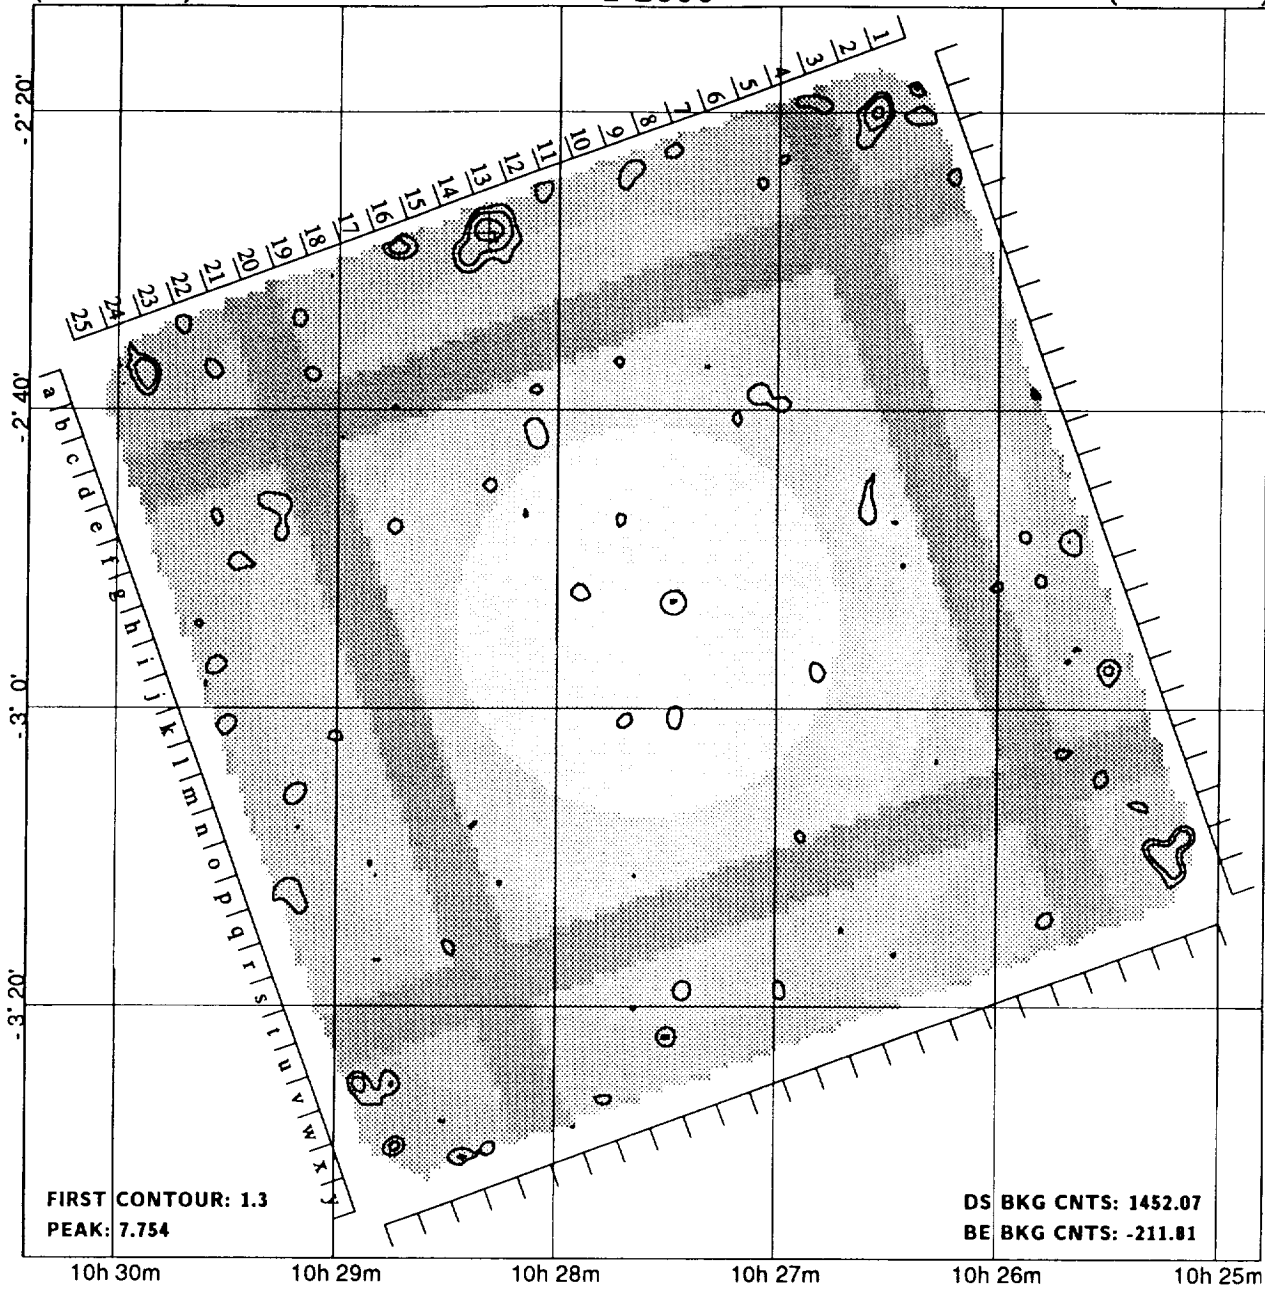 1 2 3 4 5 6 7 8 9 10 11 12 13 14 15 16 17 18 19 20 21 22 23 24 25
-2° 20'
-2° 40'
-3° 0'
-3° 20'
a b c d e f g h i j k l m n o p q r s t u v w x y
FIRST CONTOUR: 1.3
PEAK: 7.754
DS BKG CNTS: 1452.07
BE BKG CNTS: -211.81
10h 30m 10h 29m 10h 28m 10h 27m 10h 26m 10h 25m